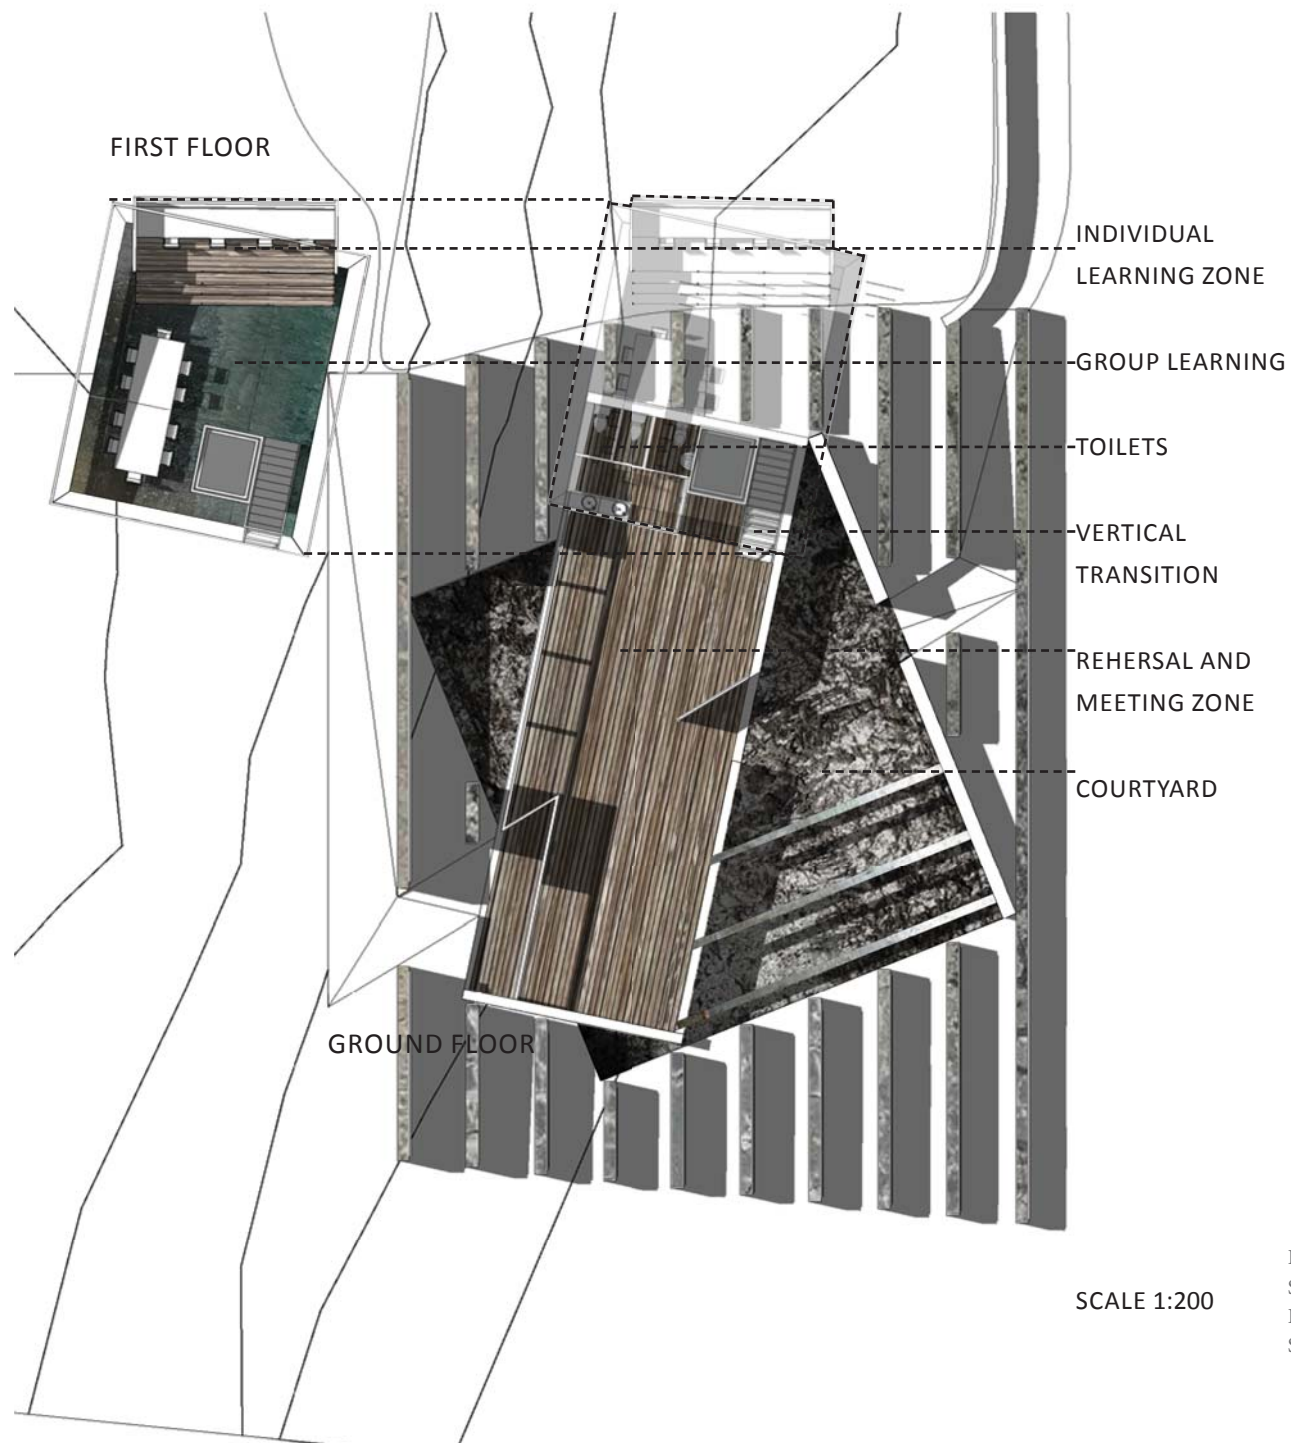 FIRST FLOOR
INDIVIDUAL
LEARNING ZONE
GROUP LEARNING
TOILETS
VERTICAL
TRANSITION
REHERSAL AND
MEETING ZONE
COURTYARD
GROUND FLOOR
SCALE 1:200